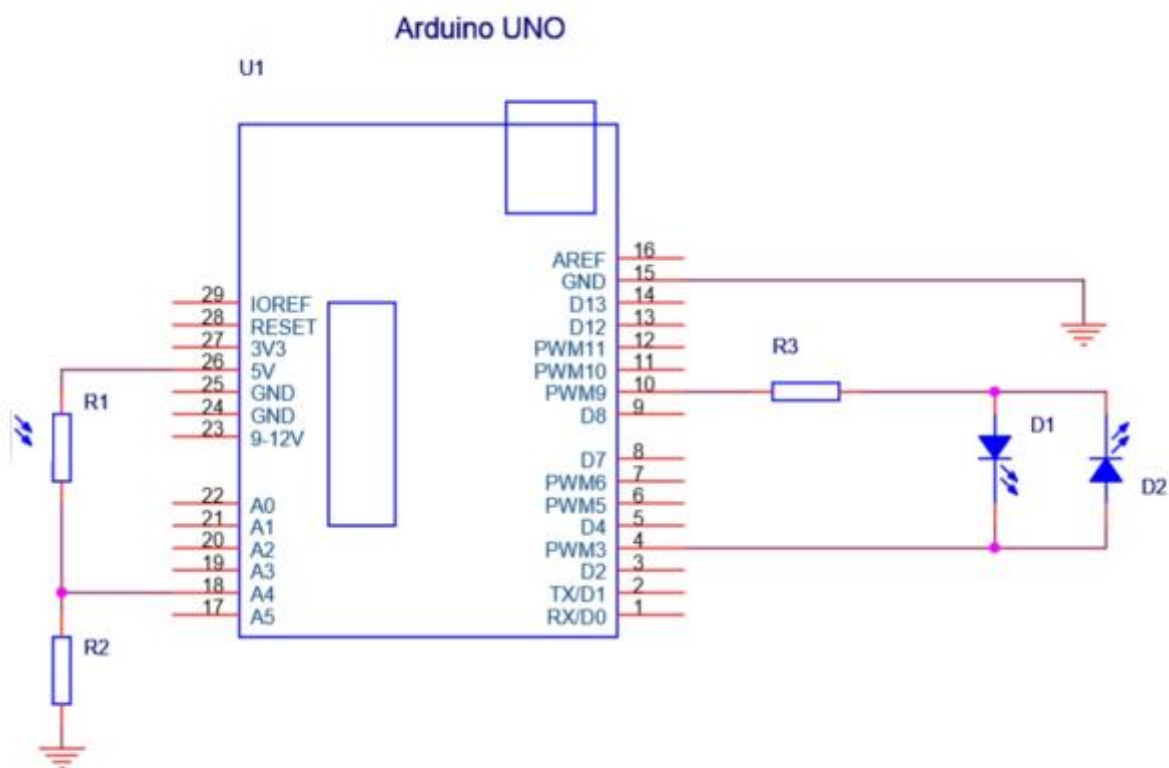 Arduino UNO
U1
AREF 16
GND 15
29 IOREF D13 14
28 RESET D12 13
27 3V3 PWM11 12
26 5V PWM10 11
25 GND PWM9 10
24 GND D8 9
23 9-12V
D7 8
PWM6 7
22 A0 PWM5 6
21 A1 D4 5
20 A2 PWM3 4
19 A3 D2 3
18 A4 TX/D1 2
17 A5 RX/D0 1
R1
R2
R3
D1
D2